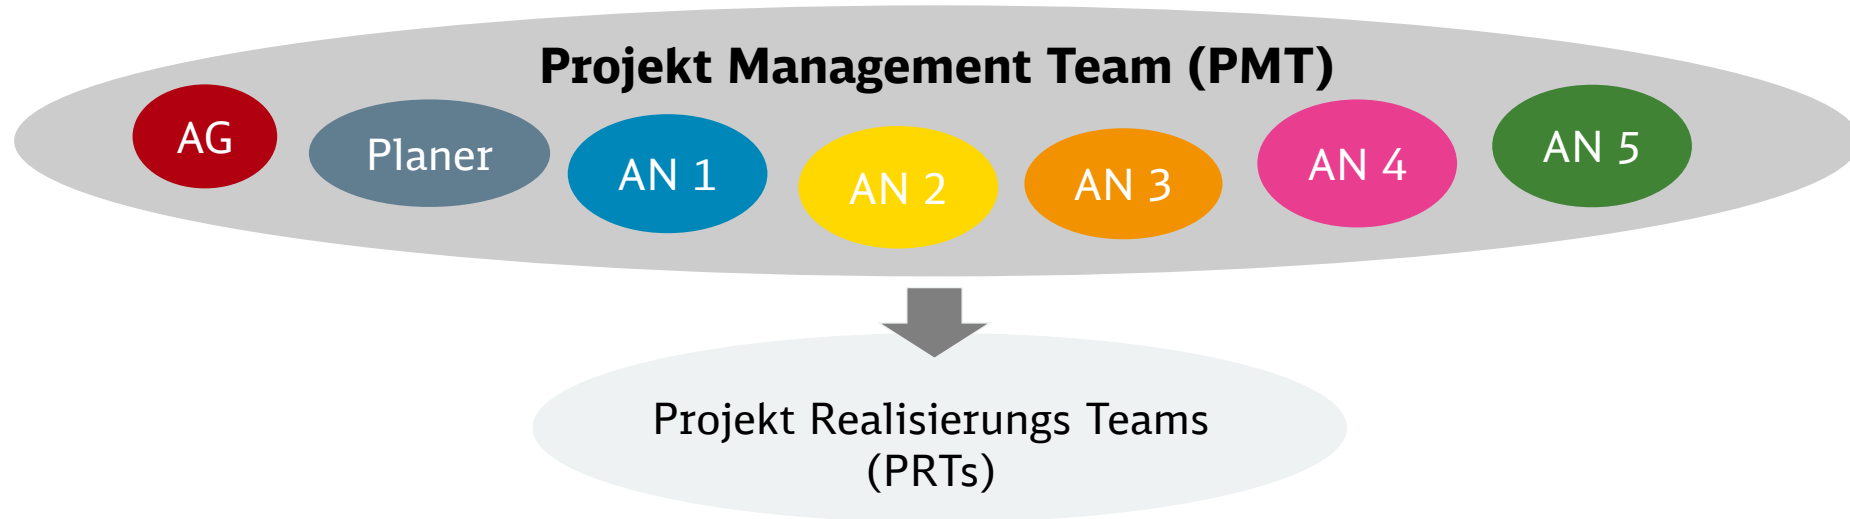 Projekt Management Team (PMT)
AG
Planer
AN 1
AN 2
AN 3
AN 4
AN 5
Projekt Realisierungs Teams
(PRTs)